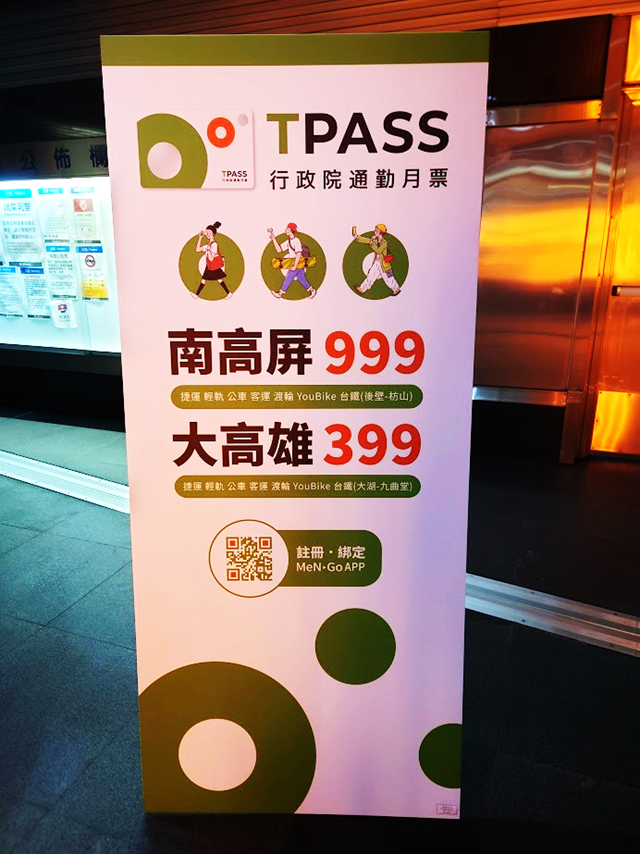 TPASS
行政院通勤月票
TPASS
南高屏 999
捷運 輕軌 公車 客運 渡輪 YouBike 台鐵(後壁-枋山)
大高雄 399
捷運 輕軌 公車 客運 渡輪 YouBike 台鐵(大湖-九曲堂)
註冊・綁定
MeN▸Go APP
公佈欄